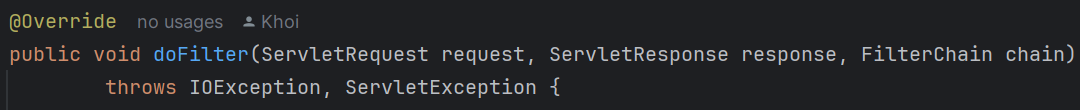 @Override no usages Khoi
public void doFilter(ServletRequest request, ServletResponse response, FilterChain chain)
throws IOException, ServletException {